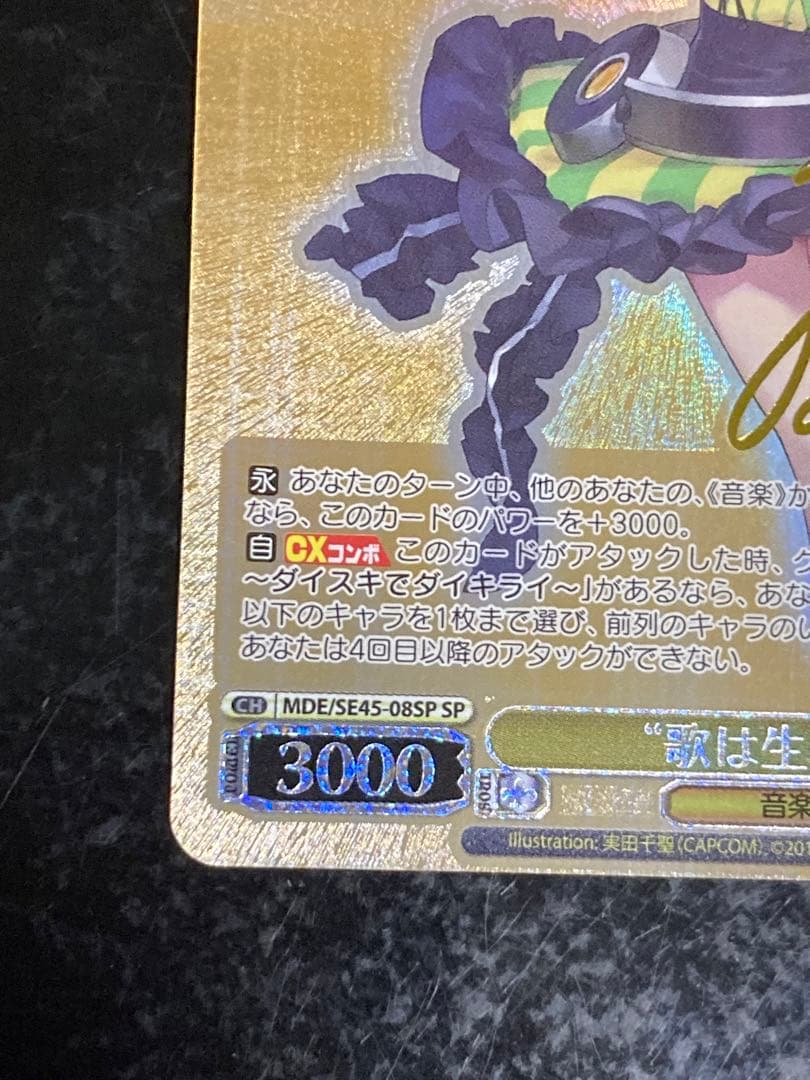 永 あなたのターン中、他のあなたの、《音楽》か
なら、このカードのパワーを＋3000。
自 CXコンボ このカードがアタックした時、ク
～ダイスキでダイキライ～」があるなら、あな
以下のキャラを1枚まで選び、前列のキャラのい
あなたは4回目以降のアタックができない。
CH MDE/SE45-08SP SP
3000
“歌は生
音楽
Illustration: 実田千聖（CAPCOM） ©201